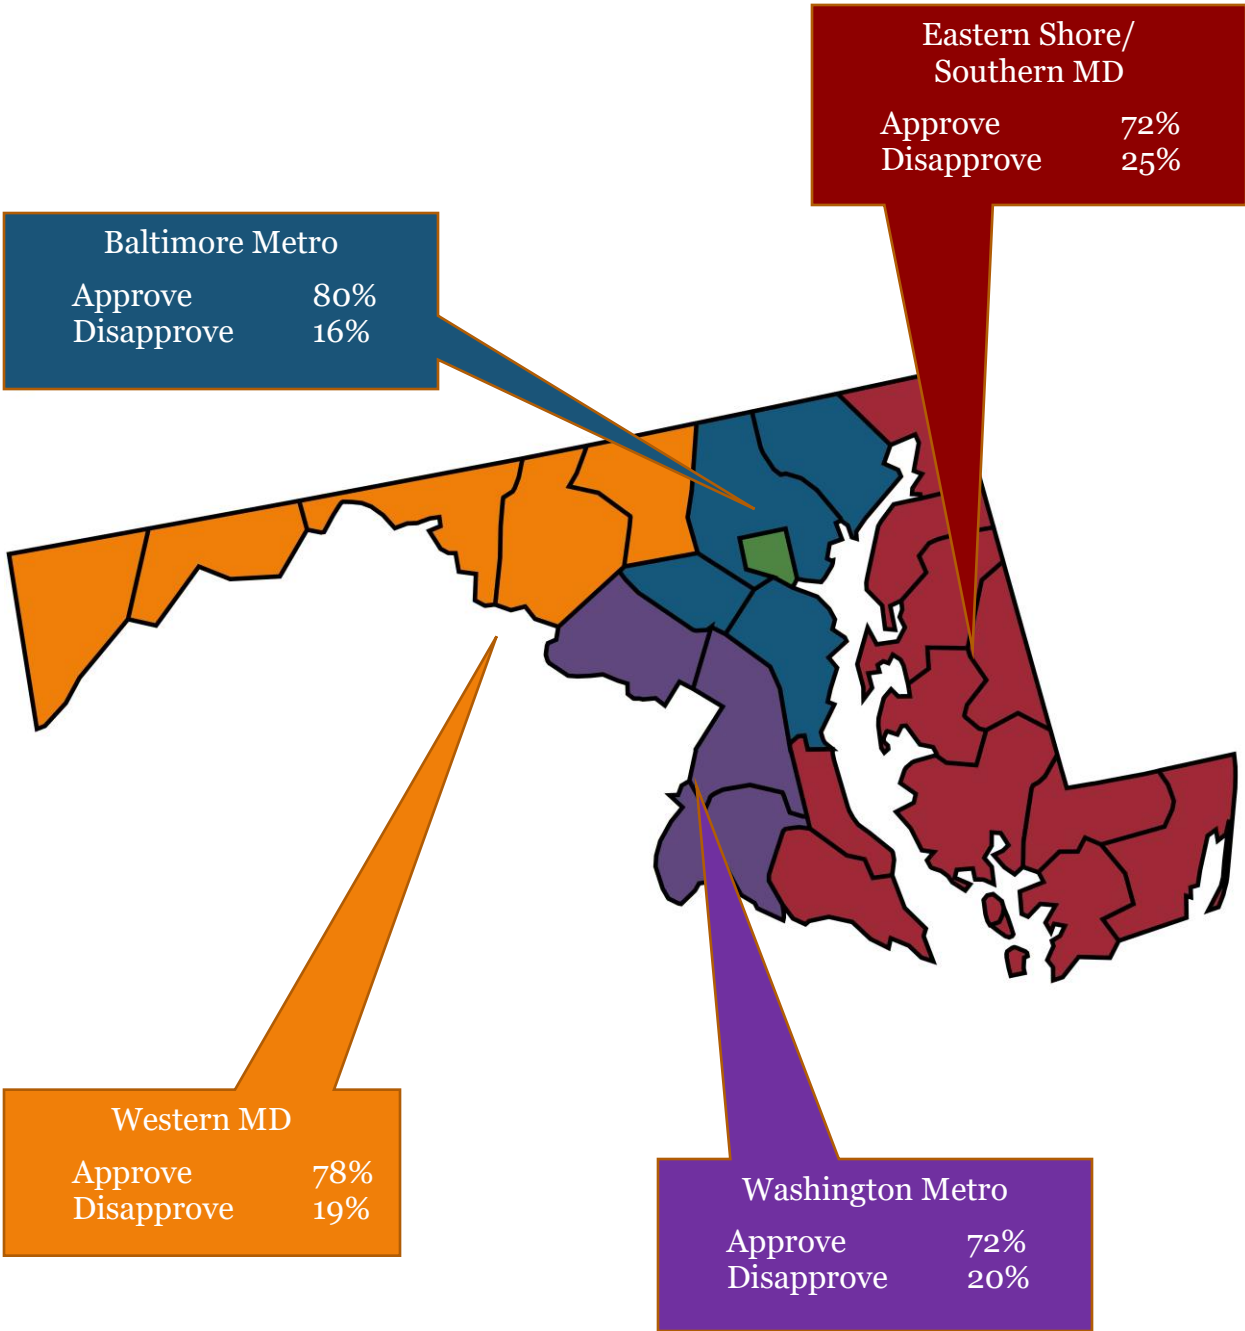 Eastern Shore/
Southern MD
Approve 72%
Disapprove 25%
Baltimore Metro
Approve 80%
Disapprove 16%
Western MD
Approve 78%
Disapprove 19%
Washington Metro
Approve 72%
Disapprove 20%